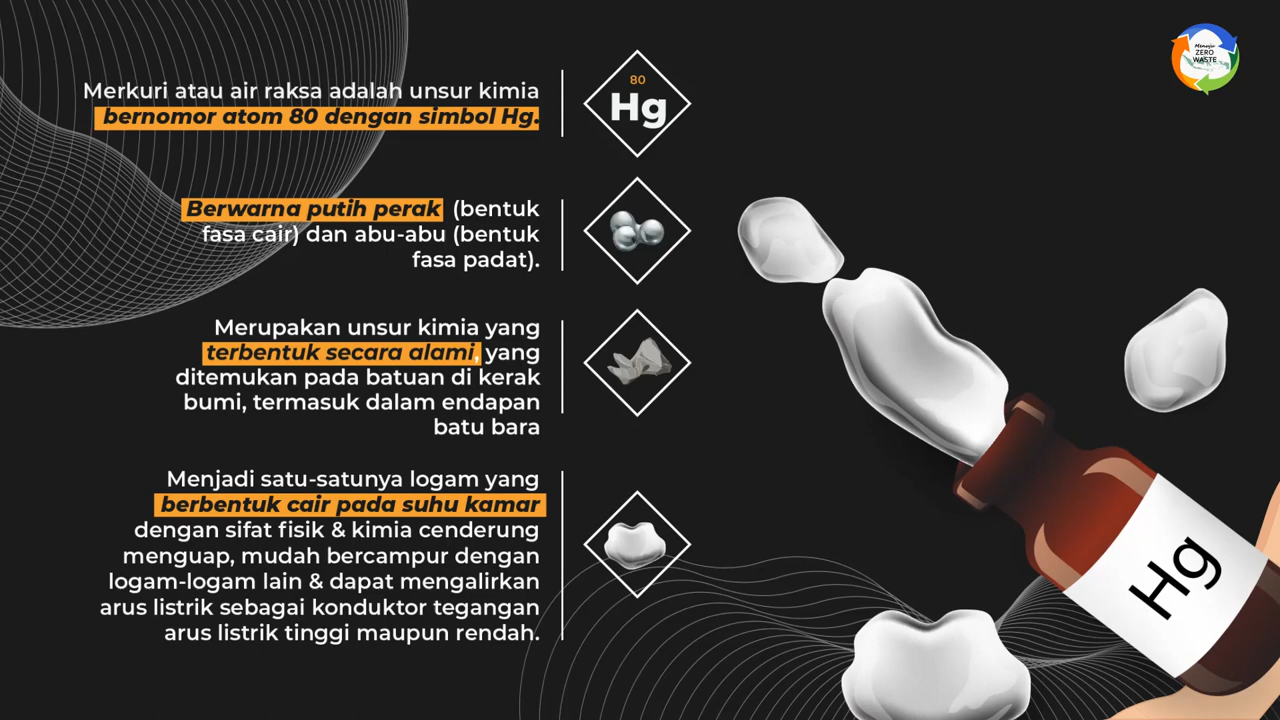 Merkuri atau air raksa adalah unsur kimia
bernomor atom 80 dengan simbol Hg.
80
Hg
Menuju
ZERO
WASTE
Berwarna putih perak (bentuk
fasa cair) dan abu-abu (bentuk
fasa padat).
Merupakan unsur kimia yang
terbentuk secara alami, yang
ditemukan pada batuan di kerak
bumi, termasuk dalam endapan
batu bara
Menjadi satu-satunya logam yang
berbentuk cair pada suhu kamar
dengan sifat fisik & kimia cenderung
menguap, mudah bercampur dengan
logam-logam lain & dapat mengalirkan
arus listrik sebagai konduktor tegangan
arus listrik tinggi maupun rendah.
Hg